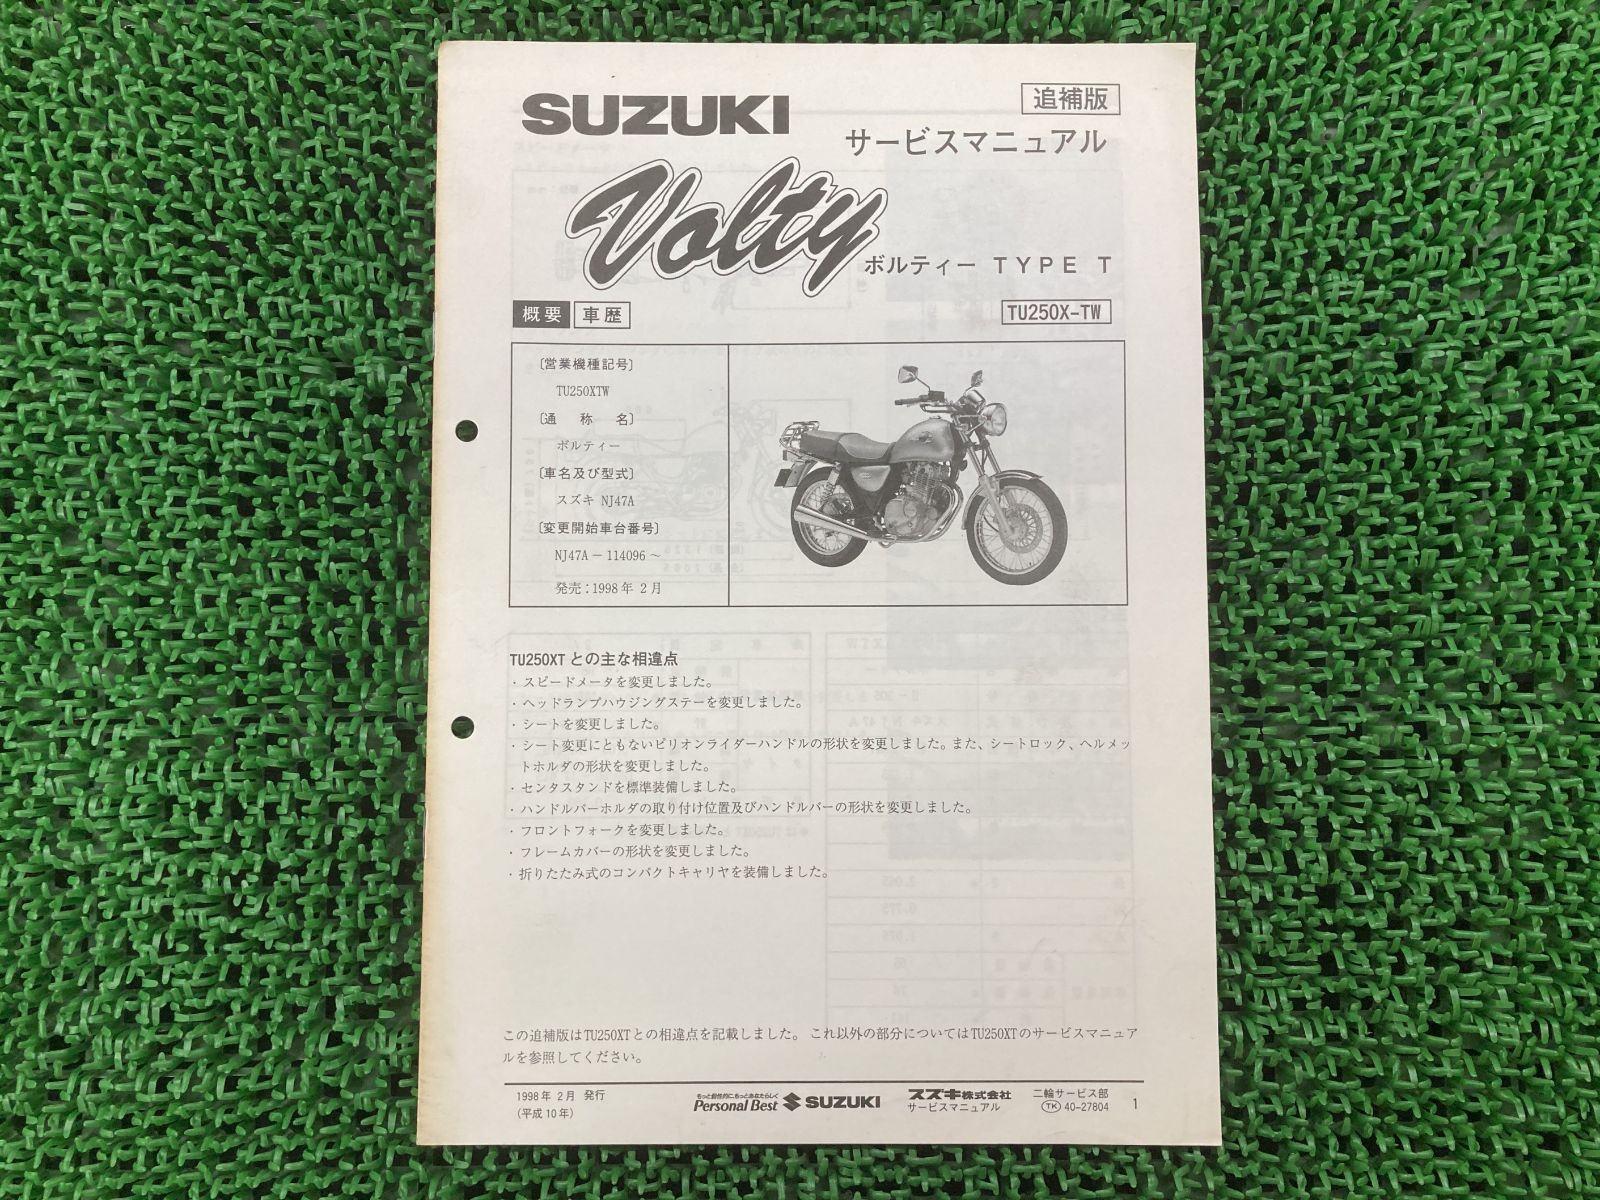 SUZUKI
追補版
サービスマニュアル
Volty
ボルティー TYPE T
概要 車歴
TU250X-TW
〔営業機種記号〕
TU250XTW
〔通 称 名〕
ボルティー
〔車名及び型式〕
スズキ NJ47A
〔変更開始車台番号〕
NJ47A－114096～
発売：1998年 2月
TU250XTとの主な相違点
・スピードメータを変更しました。
・ヘッドランプハウジングステーを変更しました。
・シートを変更しました。
・シート変更にともないピリオンライダーハンドルの形状を変更しました。また、シートロック、ヘルメッ
トホルダの形状を変更しました。
・センタスタンドを標準装備しました。
・ハンドルバーホルダの取り付け位置及びハンドルバーの形状を変更しました。
・フロントフォークを変更しました。
・フレームカバーの形状を変更しました。
・折りたたみ式のコンパクトキャリヤを装備しました。
この追補版はTU250XTとの相違点を記載しました。 これ以外の部分についてはTU250XTのサービスマニュア
ルを参照してください。
1998年 2月 発行
(平成10年)
もっと個性的に、もっとあなたらしく
Personal Best SUZUKI
スズキ株式会社
サービスマニュアル
二輪サービス部
TK 40-27804
1